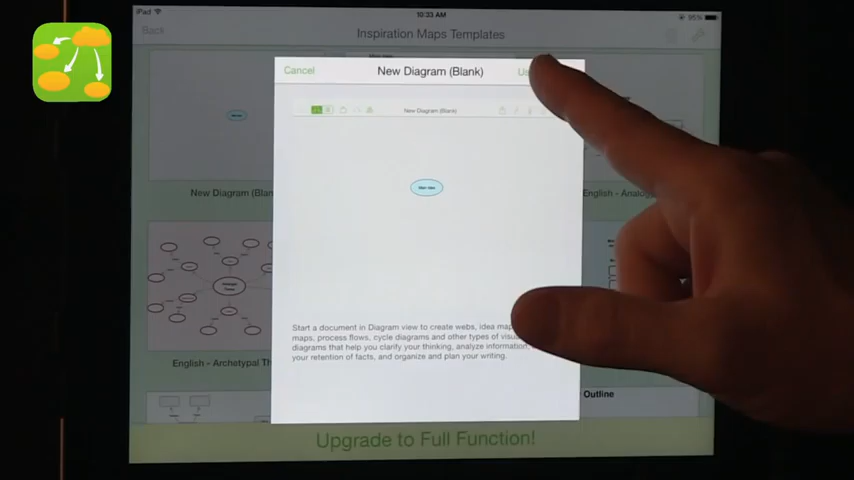 iPad
10:33 AM
95%
Back
Inspiration Maps Templates
Cancel
New Diagram (Blank)
New Diagram (Blank)
Main Idea
New Diagram (Blan
English - Analog
Start a document in Diagram view to create webs, idea map
maps, process flows, cycle diagrams and other types of visu
diagrams that help you clarify your thinking, analyze information,
your retention of facts, and organize and plan your writing.
English - Archetypal Th
Outline
Upgrade to Full Function!